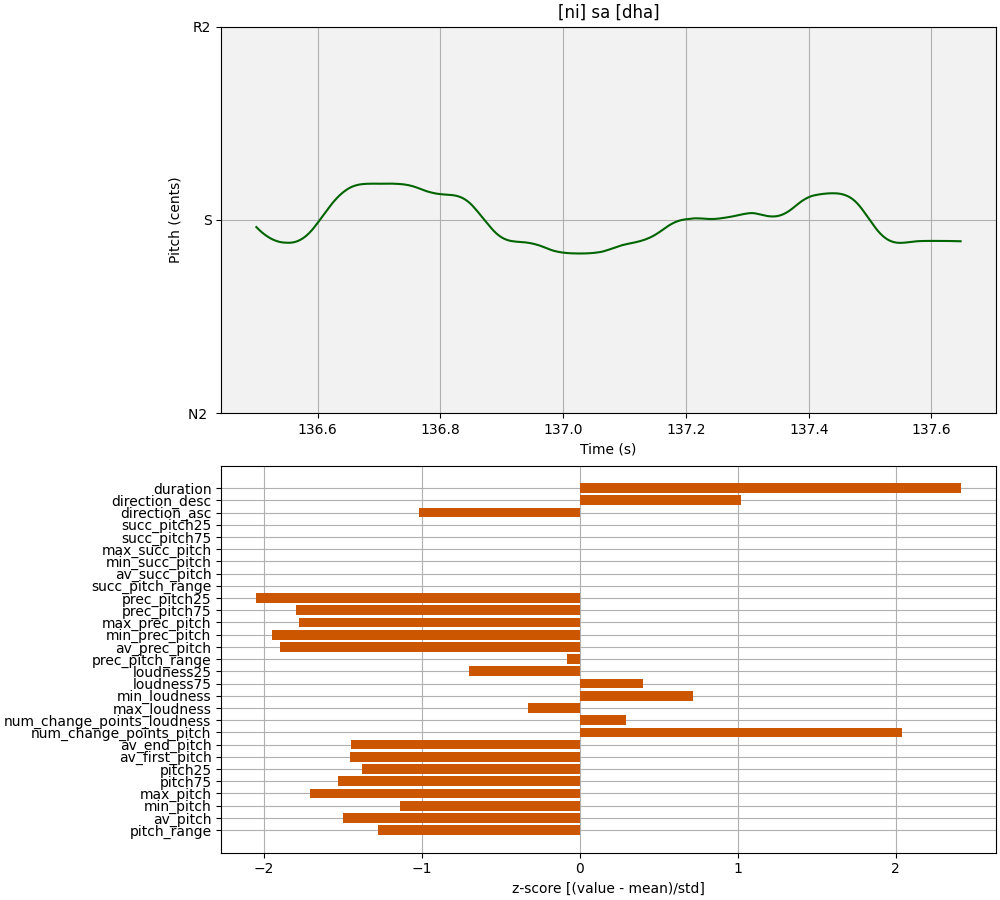 [ni] sa [dha]
R2
S
N2
Pitch (cents)
136.6 136.8 137.0 137.2 137.4 137.6
Time (s)
duration
direction_desc
direction_asc
succ_pitch25
succ_pitch75
max_succ_pitch
min_succ_pitch
av_succ_pitch
succ_pitch_range
prec_pitch25
prec_pitch75
max_prec_pitch
min_prec_pitch
av_prec_pitch
prec_pitch_range
loudness25
loudness75
min_loudness
max_loudness
num_change_points_loudness
num_change_points_pitch
av_end_pitch
av_first_pitch
pitch25
pitch75
max_pitch
min_pitch
av_pitch
pitch_range
−2 −1 0 1 2
z-score [(value - mean)/std]